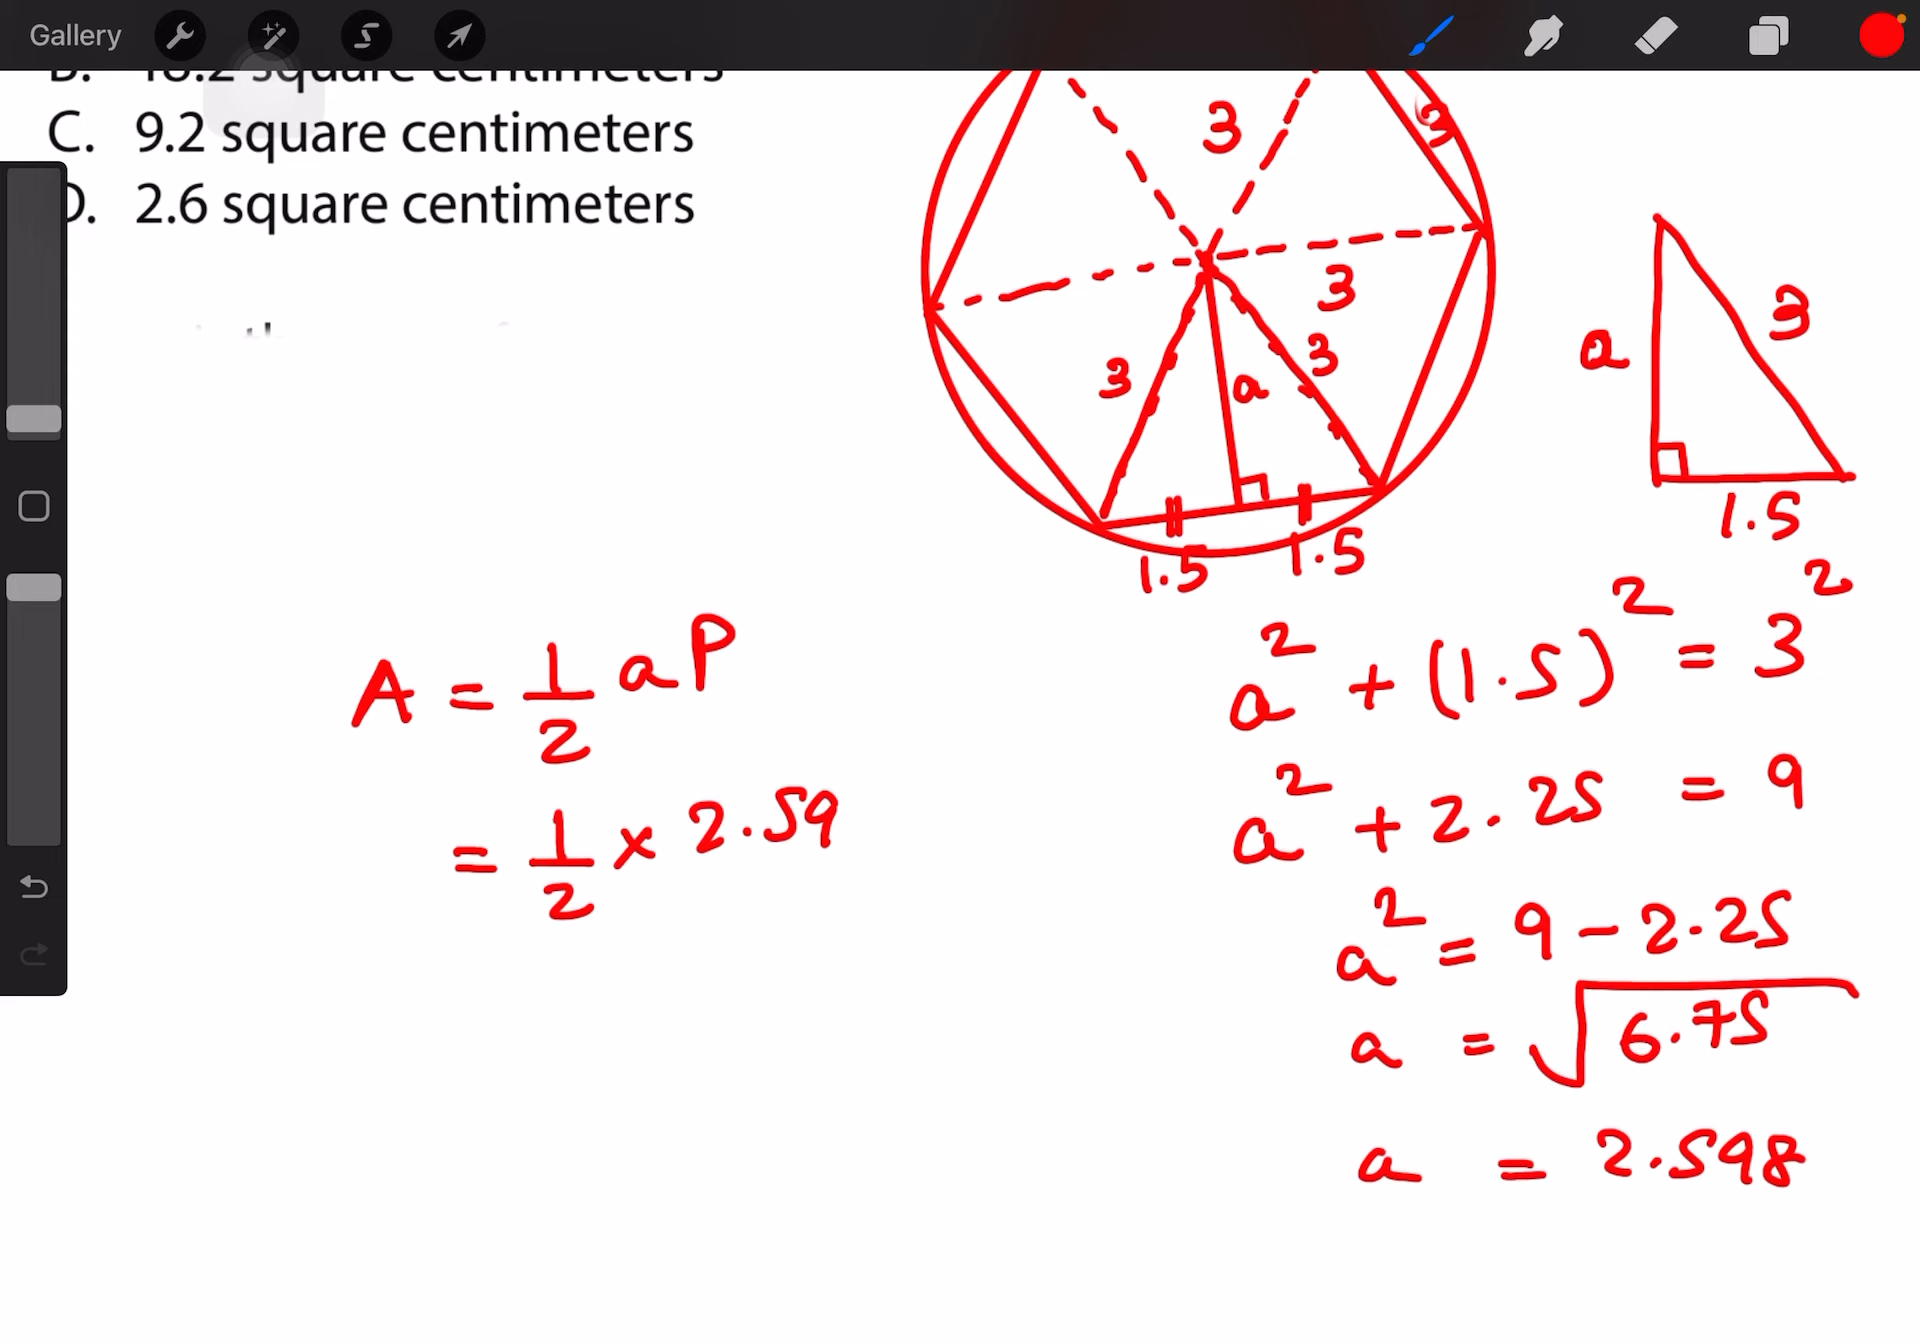 Gallery
C. 9.2 square centimeters
D. 2.6 square centimeters
3
3
3
3
3
a
1.5 1.5
a
3
1.5
A = 1/2 aP
= 1/2 × 2.59
a² + (1.5)² = 3²
a² + 2.25 = 9
a² = 9 - 2.25
a = √6.75
a = 2.598